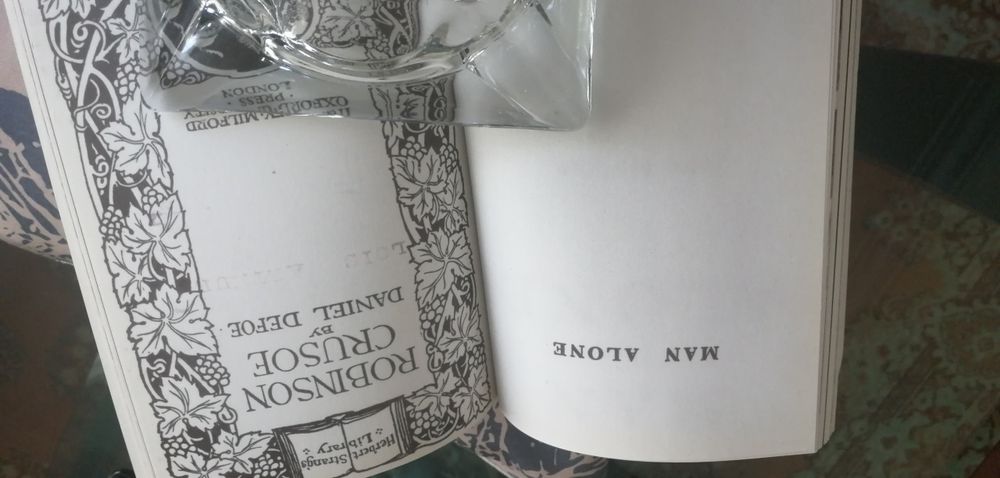 Herbert Strang's
∴ Library ∴
ROBINSON
CRUSOE
BY
DANIEL DEFOE
MILFORD
OXFORD
· PRESS ·
LONDON
MAN ALONE